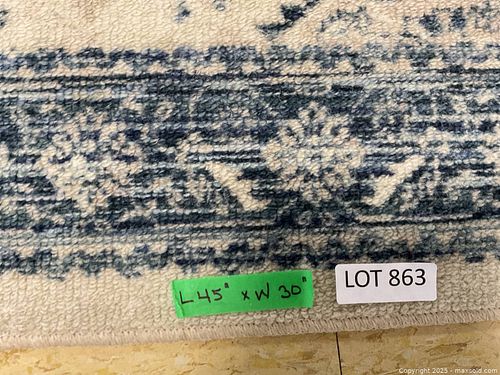 L 45" x W 30"
LOT 863
Copyright 2025 - maxsold.com